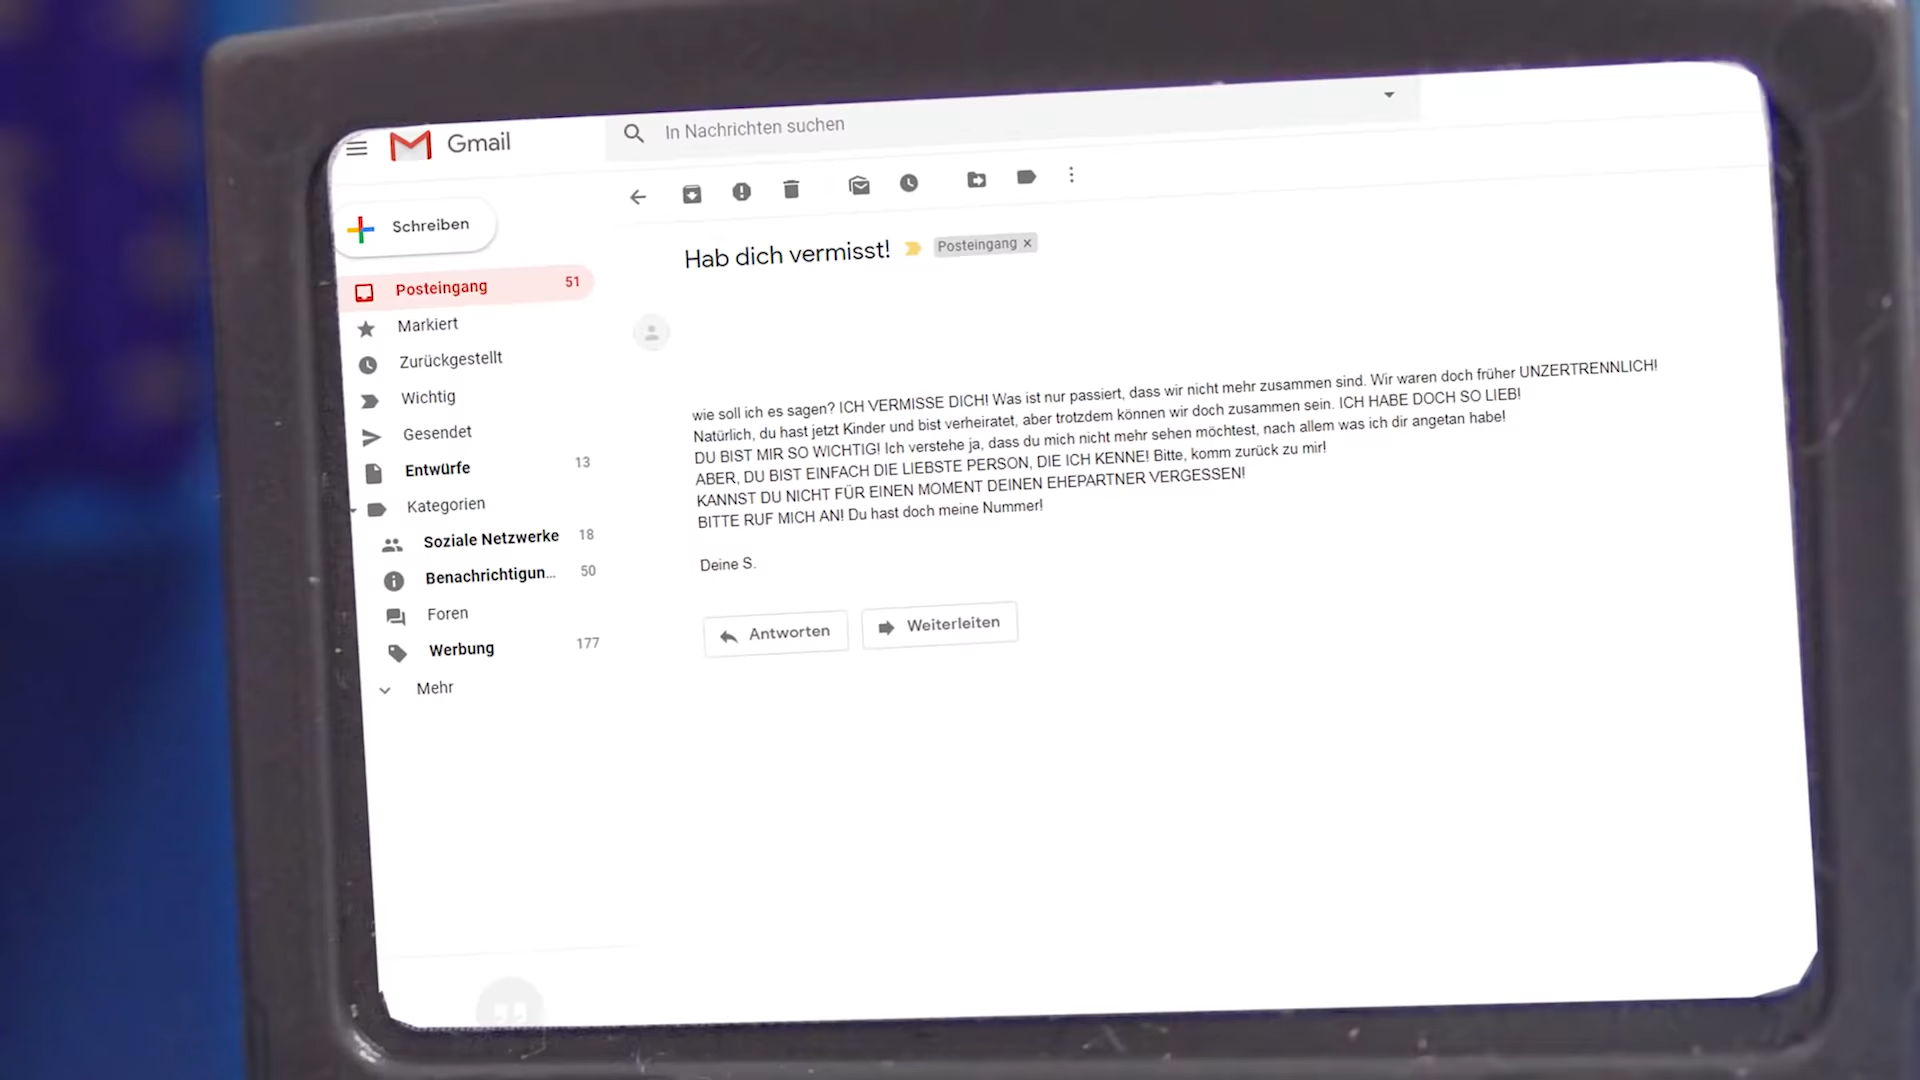 Gmail
In Nachrichten suchen
Schreiben
Hab dich vermisst! Posteingang ×
Posteingang 51
Markiert
Zurückgestellt
Wichtig
Gesendet
Entwürfe 13
Kategorien
Soziale Netzwerke 18
Benachrichtigun... 50
Foren
Werbung 177
Mehr
wie soll ich es sagen? ICH VERMISSE DICH! Was ist nur passiert, dass wir nicht mehr zusammen sind. Wir waren doch früher UNZERTRENNLICH!
Natürlich, du hast jetzt Kinder und bist verheiratet, aber trotzdem können wir doch zusammen sein. ICH HABE DOCH SO LIEB!
DU BIST MIR SO WICHTIG! Ich verstehe ja, dass du mich nicht mehr sehen möchtest, nach allem was ich dir angetan habe!
ABER, DU BIST EINFACH DIE LIEBSTE PERSON, DIE ICH KENNE! Bitte, komm zurück zu mir!
KANNST DU NICHT FÜR EINEN MOMENT DEINEN EHEPARTNER VERGESSEN!
BITTE RUF MICH AN! Du hast doch meine Nummer!
Deine S.
Antworten
Weiterleiten